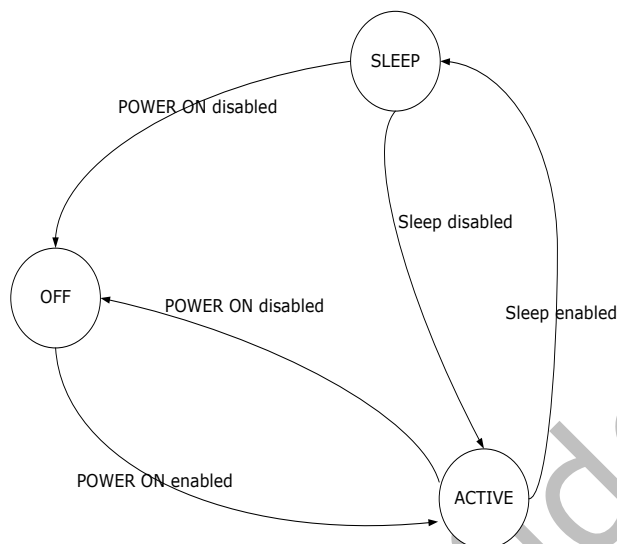 SLEEP
POWER ON disabled
Sleep disabled
OFF
POWER ON disabled
Sleep enabled
POWER ON enabled
ACTIVE